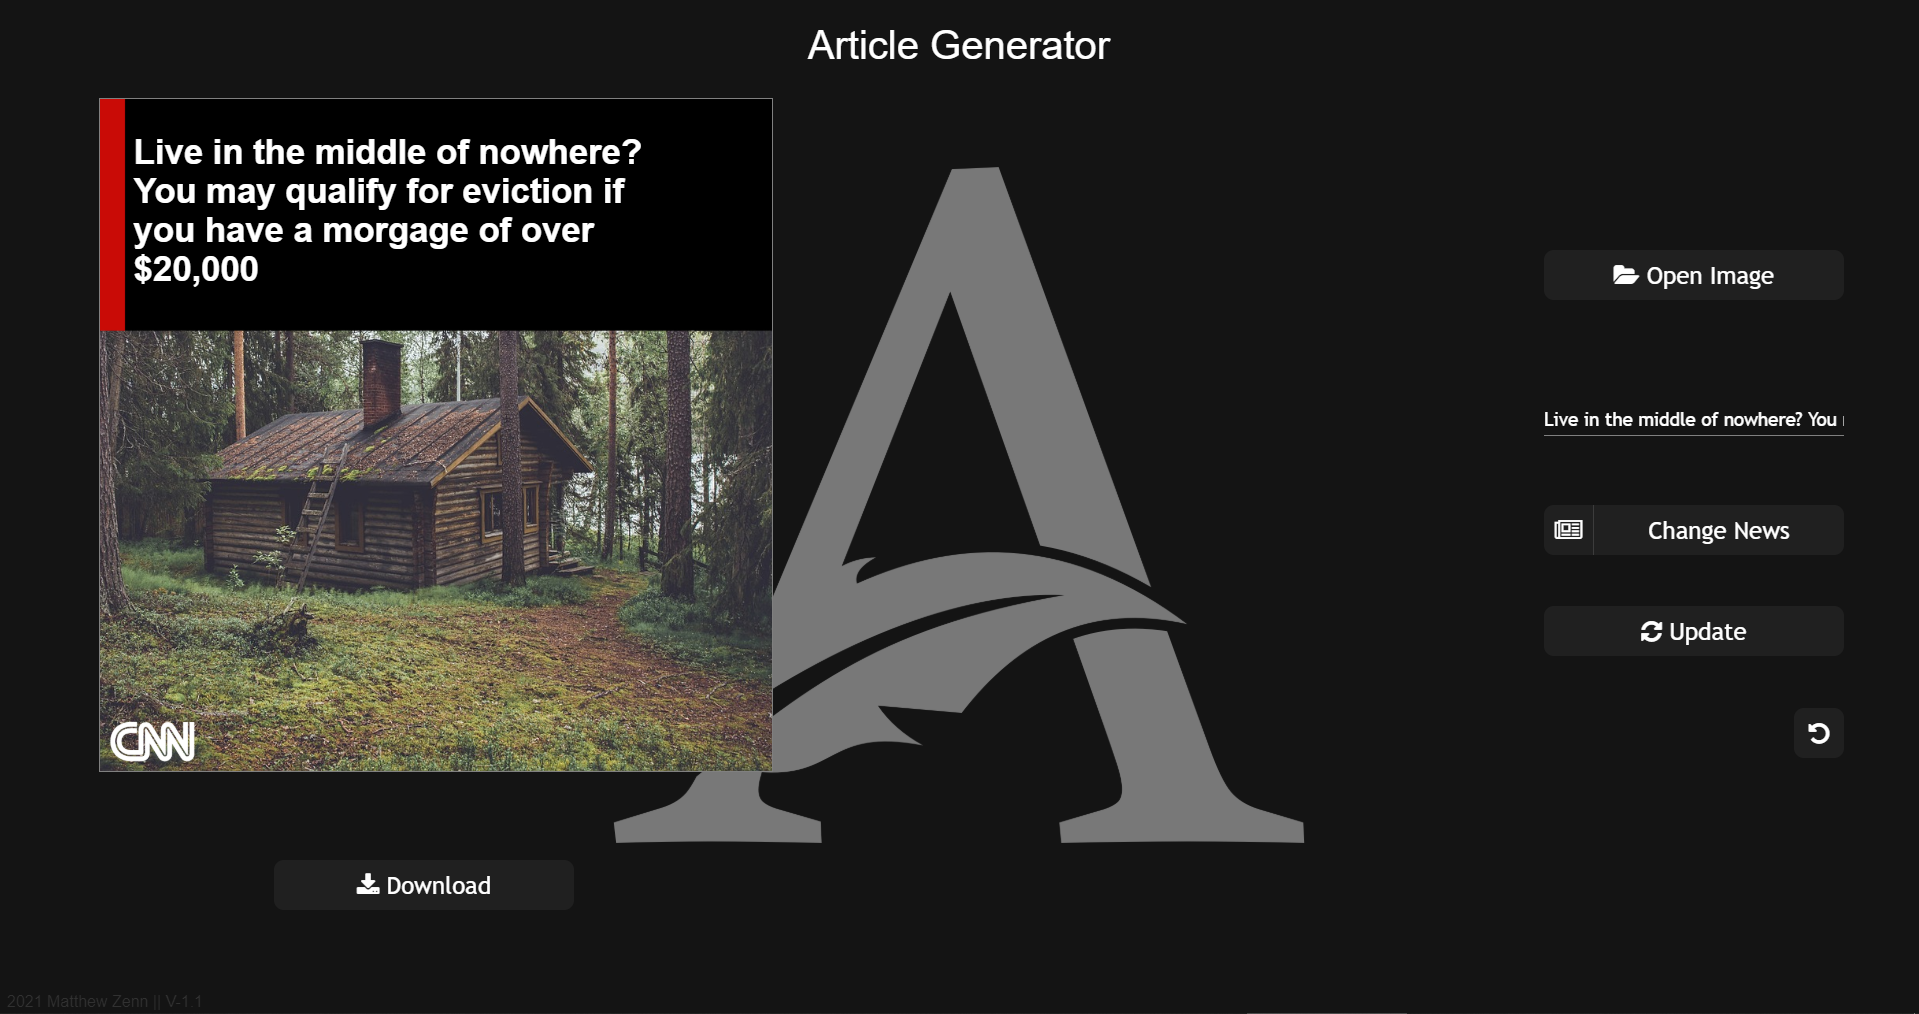 Article Generator
Live in the middle of nowhere?
You may qualify for eviction if
you have a morgage of over
$20,000
CNN
Download
Open Image
Live in the middle of nowhere? You
Change News
Update
2021 Matthew Zenn || V-1.1